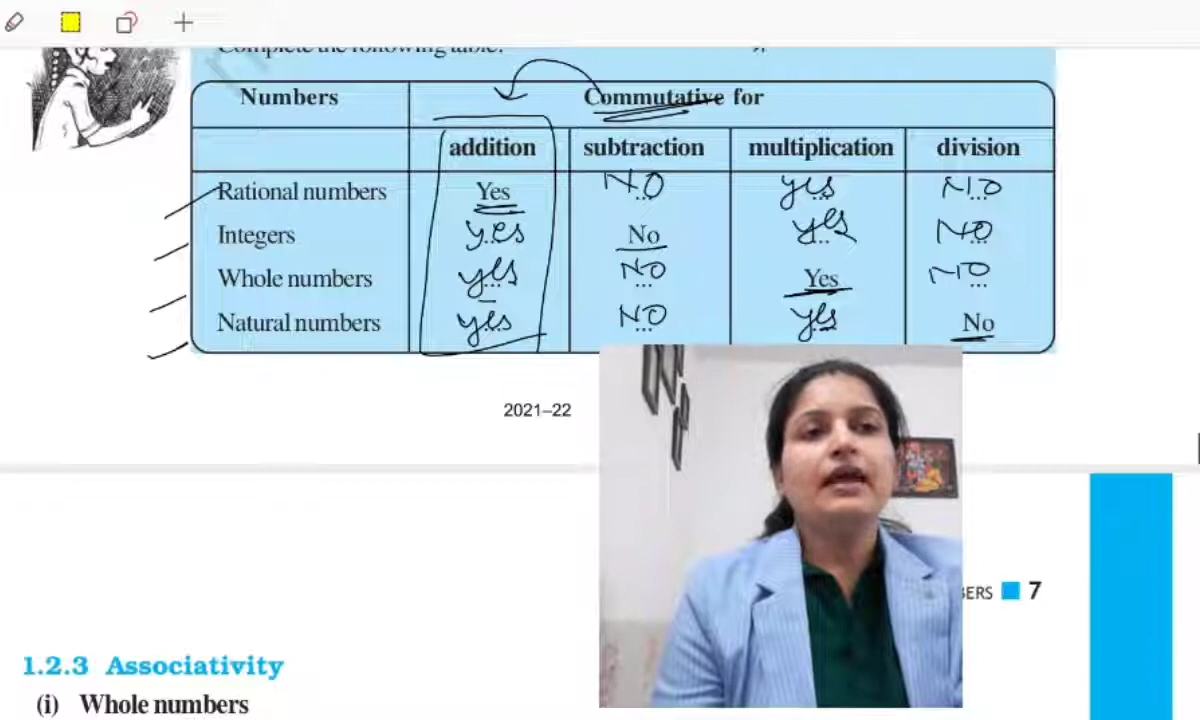 Complete the following table:
Numbers Commutative for
addition subtraction multiplication division
Rational numbers Yes N.O yes N.O
Integers yes No yes NO
Whole numbers yes NO Yes NO
Natural numbers yes NO yes No
2021–22
BERS 7
1.2.3 Associativity
(i) Whole numbers